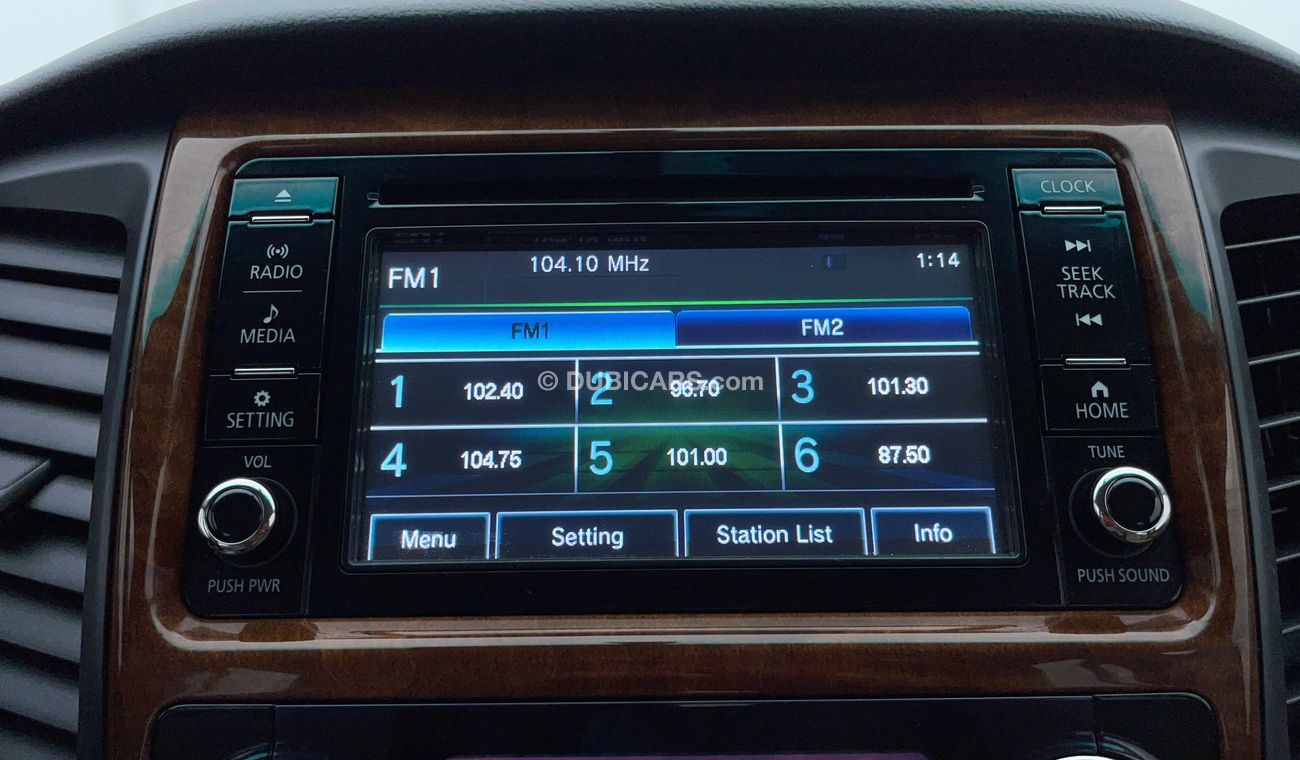 CLOCK
RADIO
MEDIA
SETTING
VOL
PUSH PWR
FM1 104.10 MHz 1:14
FM1 FM2
1 102.40 2 96.70 3 101.30
4 104.75 5 101.00 6 87.50
Menu Setting Station List Info
© DUBICARS.com
SEEK
TRACK
HOME
TUNE
PUSH SOUND